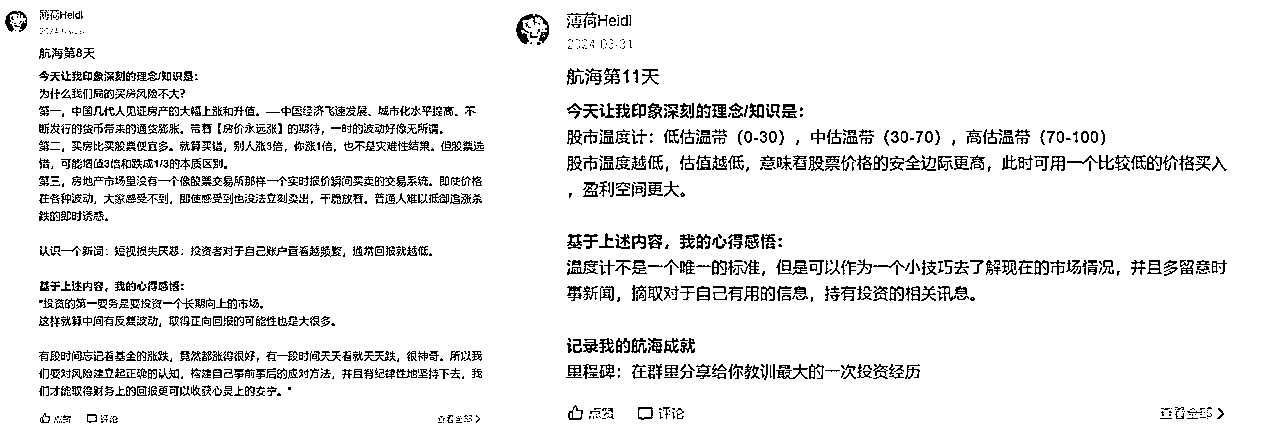 薄荷Heidi
航海第8天
今天让我印象深刻的理念/知识是：
为什么我们局的买房风险不大？
第一，中国几代人见证房产的大幅上涨和升值。——中国经济飞速发展、城市化水平提高、不
断发行的货币带来的通货膨胀。带着【房价永远涨】的期待，一时的波动好像无所谓。
第二，买房比买股票便宜多。就算买错，别人涨3倍，你涨1倍，也不是灾难性结果。但股票选
错，可能增值3倍和跌成1/3的本质区别。
第三，房地产市场里没有一个像股票交易所那样一个实时报价瞬间买卖的交易系统。即使价格
在各种波动，大家感受不到，即使感受到也没法立刻卖出，干脆放着。普通人难以抵御追涨杀
跌的即时诱惑。
认识一个新词：短视损失厌恶：投资者对于自己账户查看越频繁，通常回报就越低。
基于上述内容，我的心得感悟：
"投资的第一要务是要投资一个长期向上的市场。
这样就算中间有反复波动，取得正向回报的可能性也是大很多。
有段时间忘记看基金的涨跌，竟然都涨得很好，有一段时间天天看就天天跌，很神奇。所以我
们要对风险建立起正确的认知，构建自己事前事后的应对方法，并且有纪律性地坚持下去，我
们才能取得财务上的回报更可以收获心灵上的安宁。"
点赞 评论 查看全部
薄荷Heidi
2024-03-31
航海第11天
今天让我印象深刻的理念/知识是：
股市温度计：低估温带（0-30），中估温带（30-70），高估温带（70-100）
股市温度越低，估值越低，意味着股票价格的安全边际更高，此时可用一个比较低的价格买入
，盈利空间更大。
基于上述内容，我的心得感悟：
温度计不是一个唯一的标准，但是可以作为一个小技巧去了解现在的市场情况，并且多留意时
事新闻，摘取对于自己有用的信息，持有投资的相关讯息。
记录我的航海成就
里程碑：在群里分享给你教训最大的一次投资经历
点赞 评论 查看全部